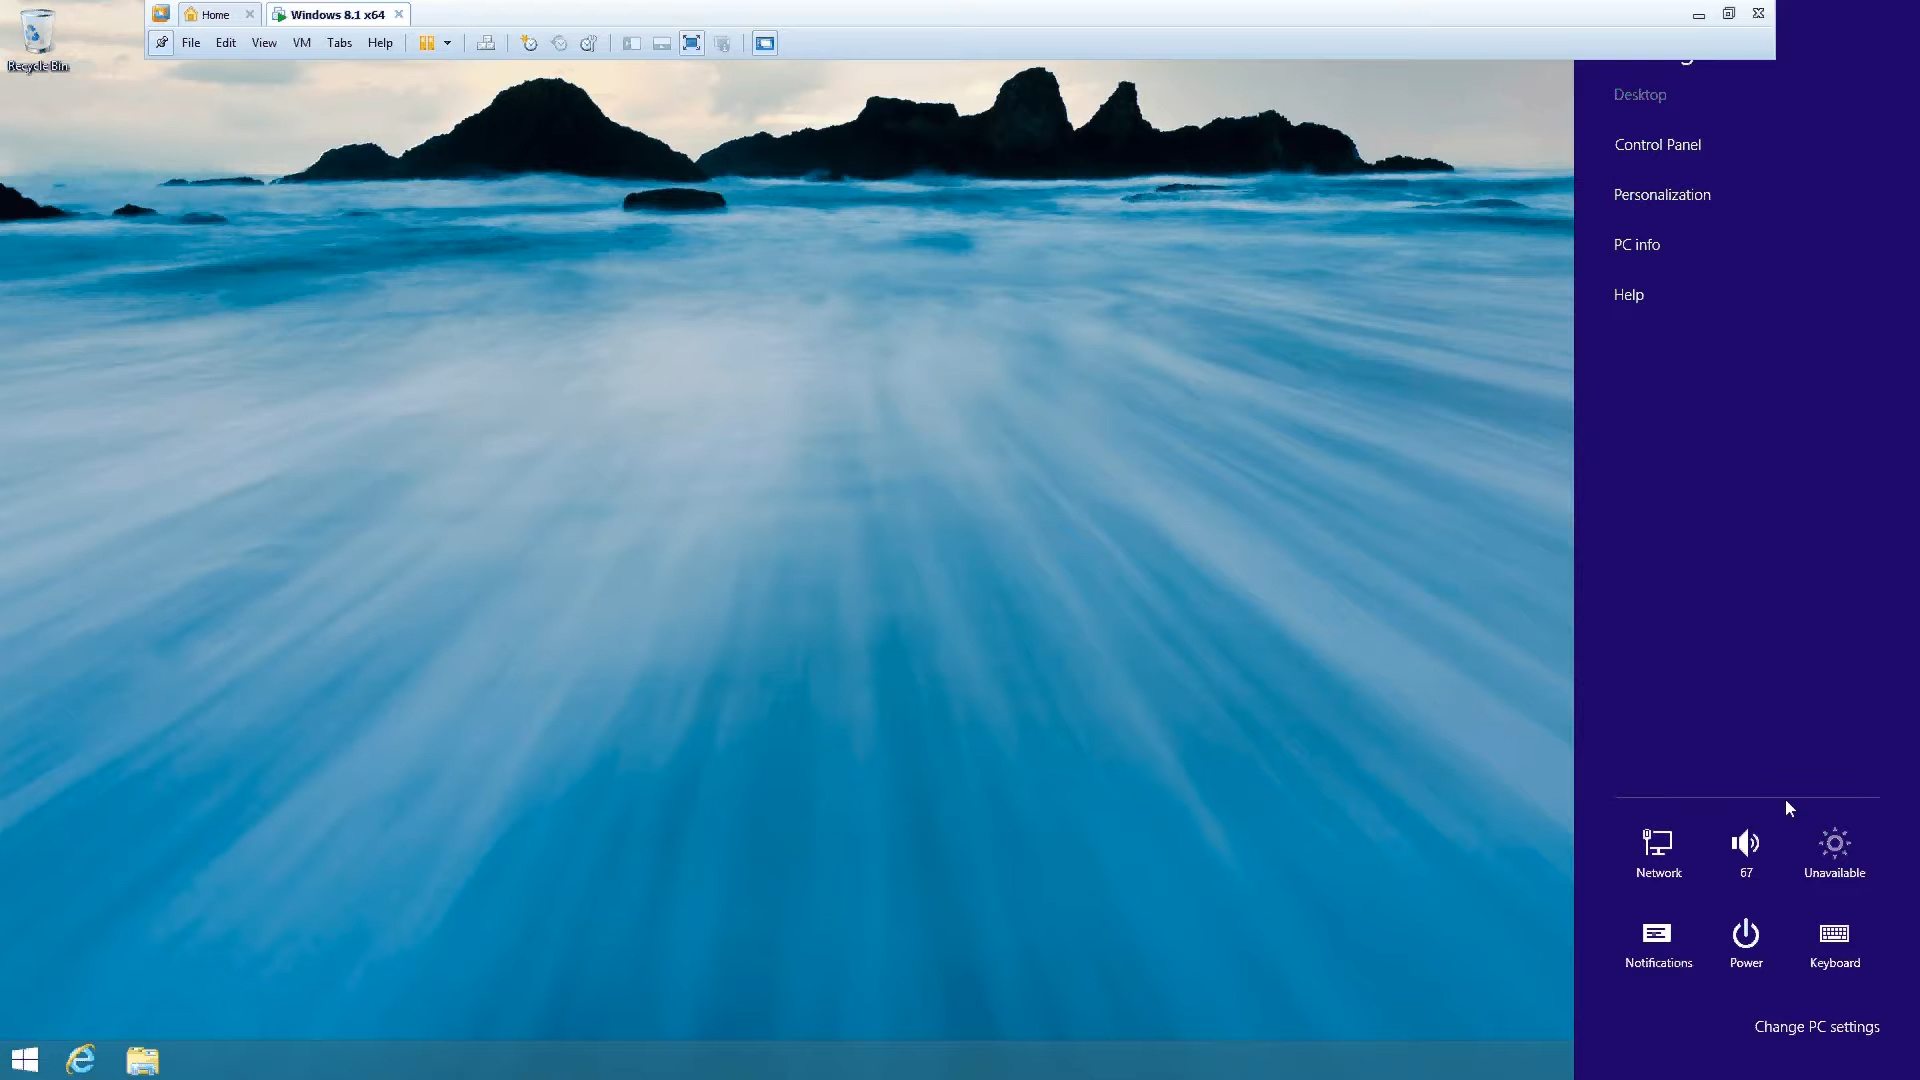 Home
Windows 8.1 x64
File Edit View VM Tabs Help
Recycle Bin
Desktop
Control Panel
Personalization
PC info
Help
Network 67 Unavailable
Notifications Power Keyboard
Change PC settings